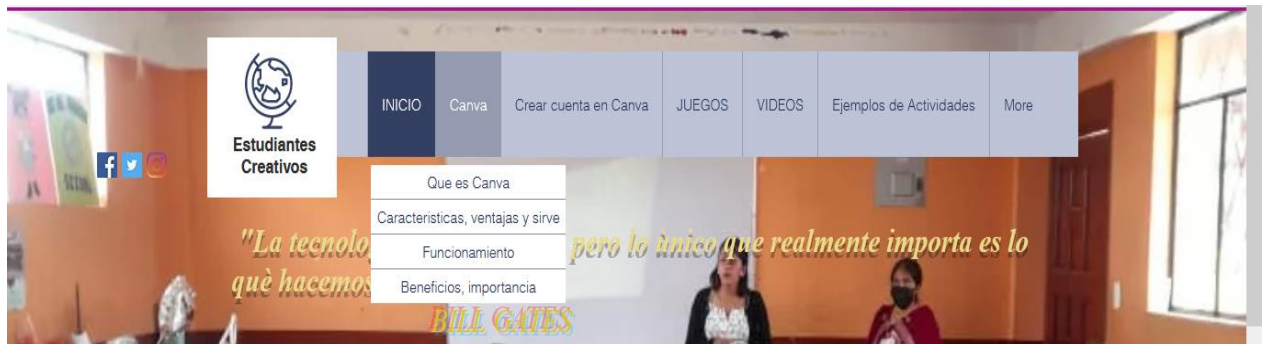 INICIO
Canva
Crear cuenta en Canva
JUEGOS
VIDEOS
Ejemplos de Actividades
More
Estudiantes
Creativos
Que es Canva
Caracteristicas, ventajas y sirve
Funcionamiento
Beneficios, importancia
"La pero lo ùnico que realmente importa es lo
què hacemos
BILL GATES